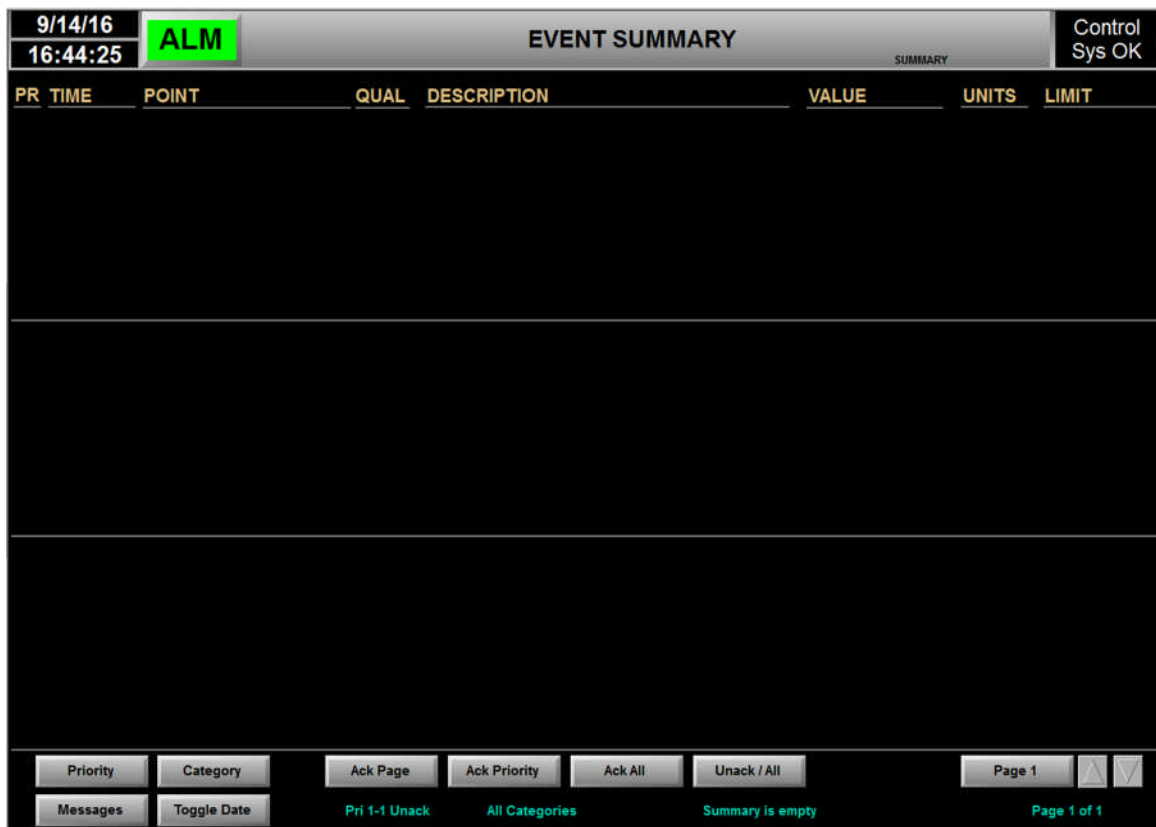 9/14/16
16:44:25
ALM
EVENT SUMMARY
SUMMARY
Control
Sys OK
PR TIME POINT QUAL DESCRIPTION VALUE UNITS LIMIT
Priority Category Ack Page Ack Priority Ack All Unack / All Page 1
Messages Toggle Date Pri 1-1 Unack All Categories Summary is empty Page 1 of 1